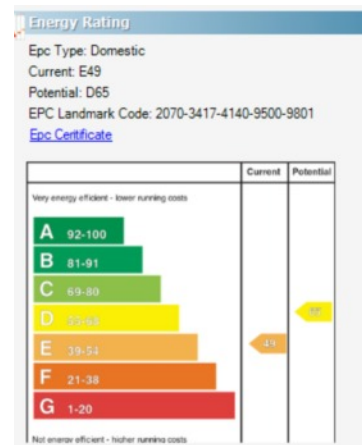 Energy Rating
Epc Type: Domestic
Current: E49
Potential: D65
EPC Landmark Code: 2070-3417-4140-9500-9801
Epc Certificate
Current Potential
Very energy efficient - lower running costs
A 92-100
B 81-91
C 69-80
D 55-68
E 39-54
49
F 21-38
G 1-20
Not energy efficient - higher running costs